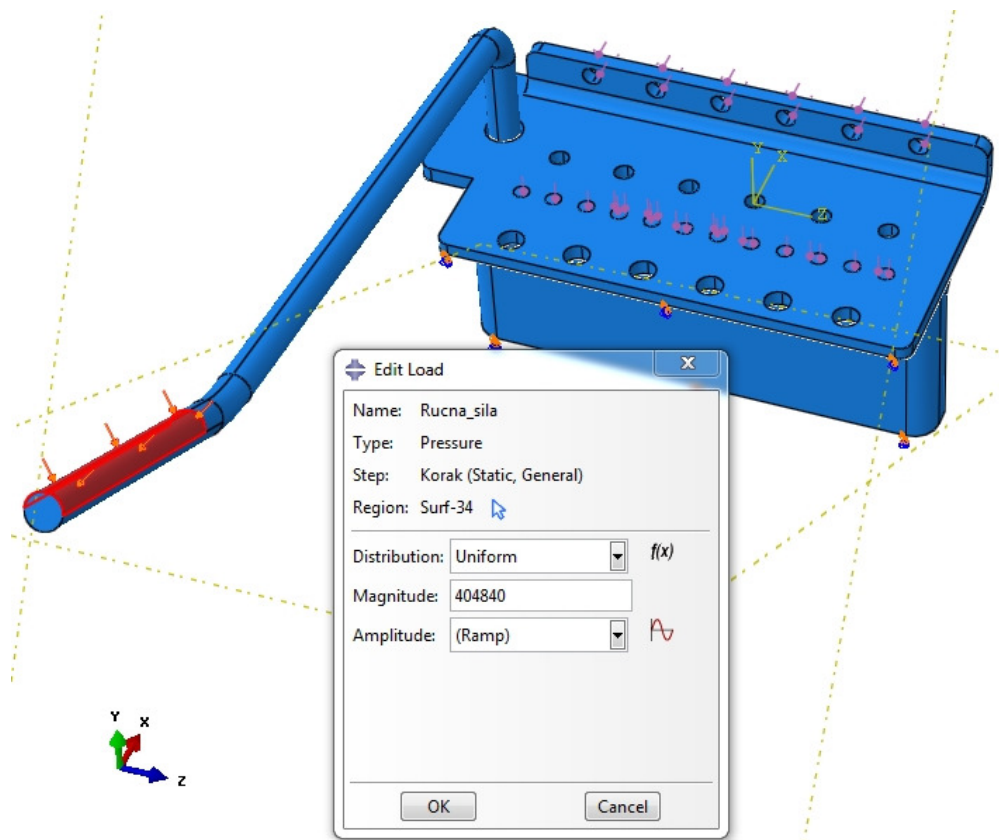 Y
X
Z
Edit Load
X
Name: Rucna_sila
Type: Pressure
Step: Korak (Static, General)
Region: Surf-34
Distribution: Uniform f(x)
Magnitude: 404840
Amplitude: (Ramp)
Y
X
Z
OK Cancel